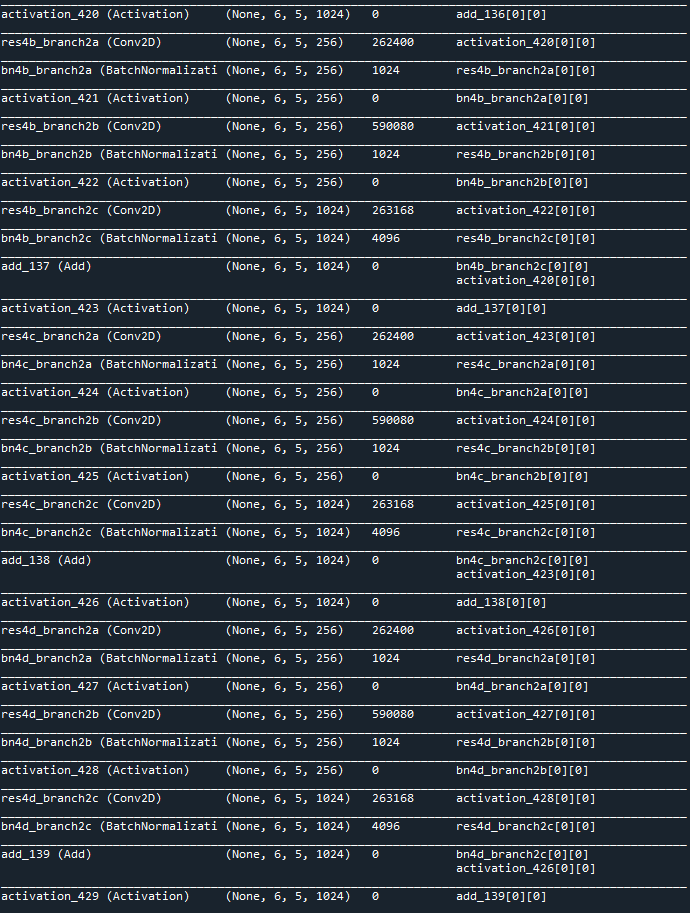 activation_420 (Activation) (None, 6, 5, 1024) 0 add_136[0][0]
res4b_branch2a (Conv2D) (None, 6, 5, 256) 262400 activation_420[0][0]
bn4b_branch2a (BatchNormalizati (None, 6, 5, 256) 1024 res4b_branch2a[0][0]
activation_421 (Activation) (None, 6, 5, 256) 0 bn4b_branch2a[0][0]
res4b_branch2b (Conv2D) (None, 6, 5, 256) 590080 activation_421[0][0]
bn4b_branch2b (BatchNormalizati (None, 6, 5, 256) 1024 res4b_branch2b[0][0]
activation_422 (Activation) (None, 6, 5, 256) 0 bn4b_branch2b[0][0]
res4b_branch2c (Conv2D) (None, 6, 5, 1024) 263168 activation_422[0][0]
bn4b_branch2c (BatchNormalizati (None, 6, 5, 1024) 4096 res4b_branch2c[0][0]
add_137 (Add) (None, 6, 5, 1024) 0 bn4b_branch2c[0][0]
activation_420[0][0]
activation_423 (Activation) (None, 6, 5, 1024) 0 add_137[0][0]
res4c_branch2a (Conv2D) (None, 6, 5, 256) 262400 activation_423[0][0]
bn4c_branch2a (BatchNormalizati (None, 6, 5, 256) 1024 res4c_branch2a[0][0]
activation_424 (Activation) (None, 6, 5, 256) 0 bn4c_branch2a[0][0]
res4c_branch2b (Conv2D) (None, 6, 5, 256) 590080 activation_424[0][0]
bn4c_branch2b (BatchNormalizati (None, 6, 5, 256) 1024 res4c_branch2b[0][0]
activation_425 (Activation) (None, 6, 5, 256) 0 bn4c_branch2b[0][0]
res4c_branch2c (Conv2D) (None, 6, 5, 1024) 263168 activation_425[0][0]
bn4c_branch2c (BatchNormalizati (None, 6, 5, 1024) 4096 res4c_branch2c[0][0]
add_138 (Add) (None, 6, 5, 1024) 0 bn4c_branch2c[0][0]
activation_423[0][0]
activation_426 (Activation) (None, 6, 5, 1024) 0 add_138[0][0]
res4d_branch2a (Conv2D) (None, 6, 5, 256) 262400 activation_426[0][0]
bn4d_branch2a (BatchNormalizati (None, 6, 5, 256) 1024 res4d_branch2a[0][0]
activation_427 (Activation) (None, 6, 5, 256) 0 bn4d_branch2a[0][0]
res4d_branch2b (Conv2D) (None, 6, 5, 256) 590080 activation_427[0][0]
bn4d_branch2b (BatchNormalizati (None, 6, 5, 256) 1024 res4d_branch2b[0][0]
activation_428 (Activation) (None, 6, 5, 256) 0 bn4d_branch2b[0][0]
res4d_branch2c (Conv2D) (None, 6, 5, 1024) 263168 activation_428[0][0]
bn4d_branch2c (BatchNormalizati (None, 6, 5, 1024) 4096 res4d_branch2c[0][0]
add_139 (Add) (None, 6, 5, 1024) 0 bn4d_branch2c[0][0]
activation_426[0][0]
activation_429 (Activation) (None, 6, 5, 1024) 0 add_139[0][0]